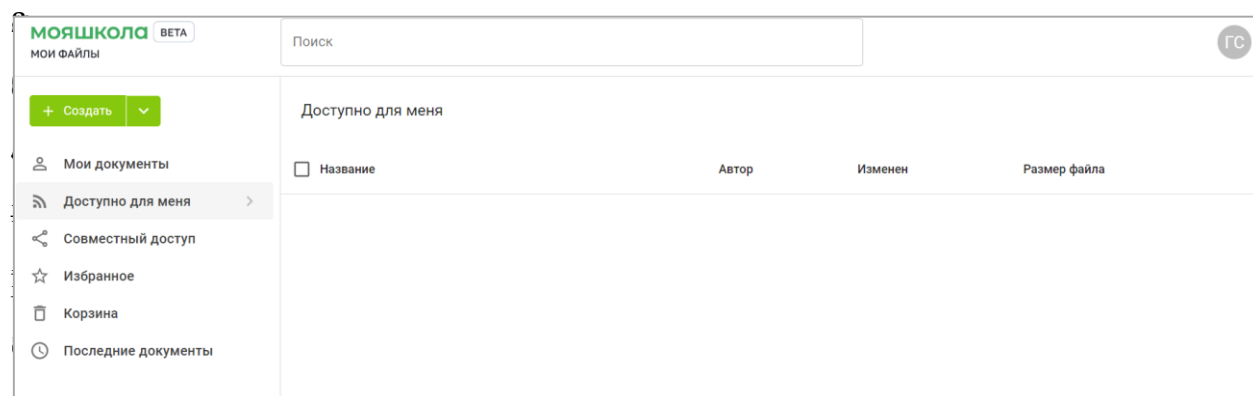 МОЯШКОЛА BETA
МОИ ФАЙЛЫ
Поиск
ГС
+ Создать
Доступно для меня
Мои документы
Доступно для меня
Совместный доступ
Избранное
Корзина
Последние документы
Название Автор Изменен Размер файла